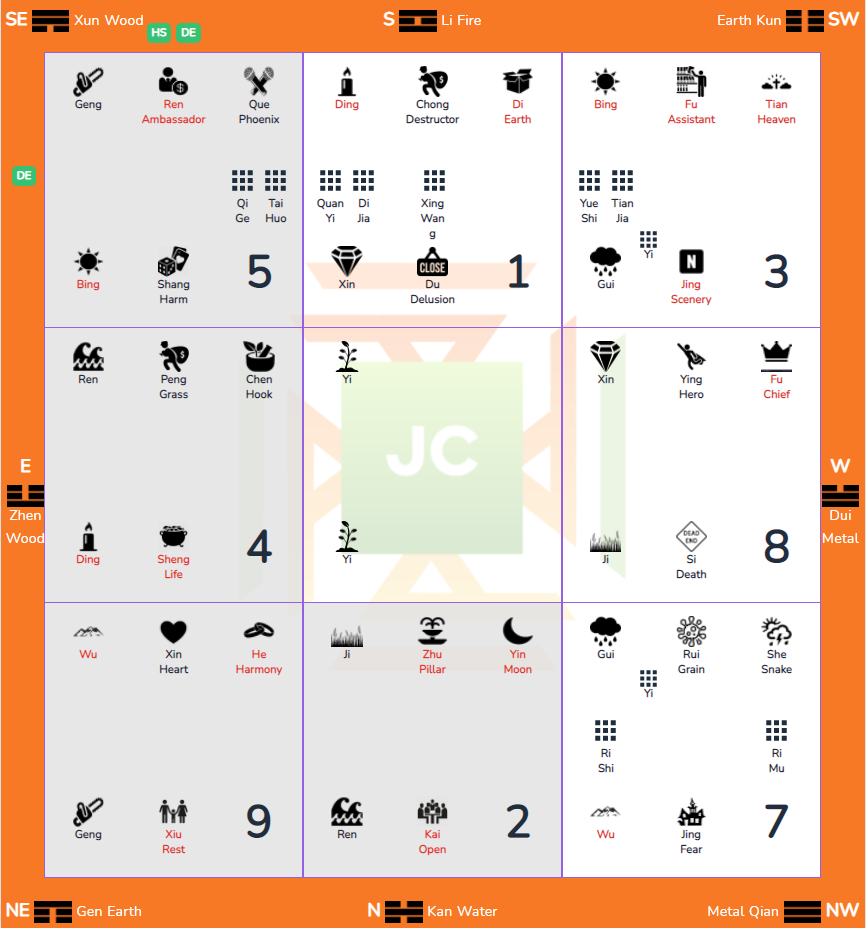 SE Xun Wood S Li Fire Earth Kun SW
HS DE
Geng Ren Que Ding Chong Di Bing Fu Tian
Ambassador Phoenix Destructor Earth Assistant Heaven
DE
Qi Tai Quan Di Xing Yue Tian
Ge Huo Yi Jia Wan Shi Jia
g
Yi
Bing Shang 5 Xin Du 1 Gui Jing 3
Harm CLOSE Delusion N Scenery
Ren Peng Chen Yi Xin Ying Fu
Grass Hook Hero Chief
JC
E W
Zhen Dui
Wood Metal
DEAD
END
Ding Sheng 4 Yi Ji Si 8
Life Death
Wu Xin He Ji Zhu Yin Gui Rui She
Heart Harmony Pillar Moon Grain Snake
Yi
Ri Ri
Shi Mu
Geng Xiu 9 Ren Kai 2 Wu Jing 7
Rest Open Fear
NE Gen Earth N Kan Water Metal Qian NW